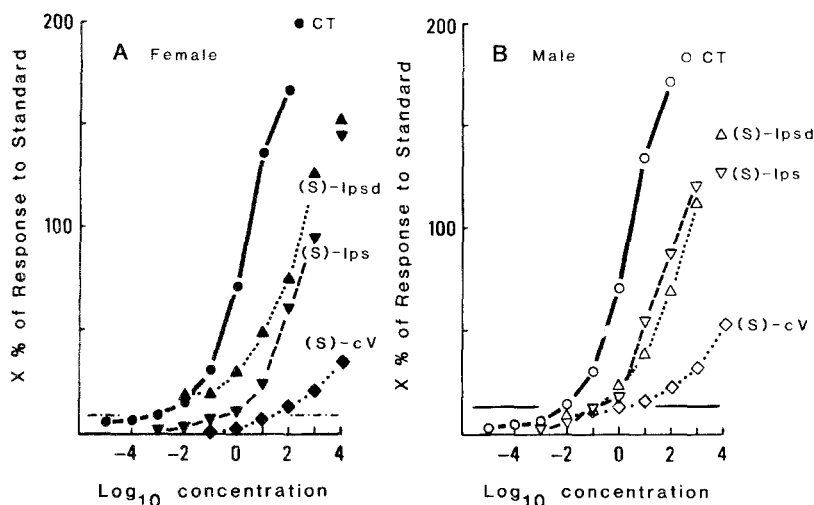 X % of Response to Standard
200
100
A Female
CT
(S)-Ipsd
(S)-Ips
(S)-cV
-4 -2 0 2 4
Log10 concentration
X % of Response to Standard
200
100
B Male
CT
(S)-Ipsd
(S)-Ips
(S)-cV
-4 -2 0 2 4
Log10 concentration